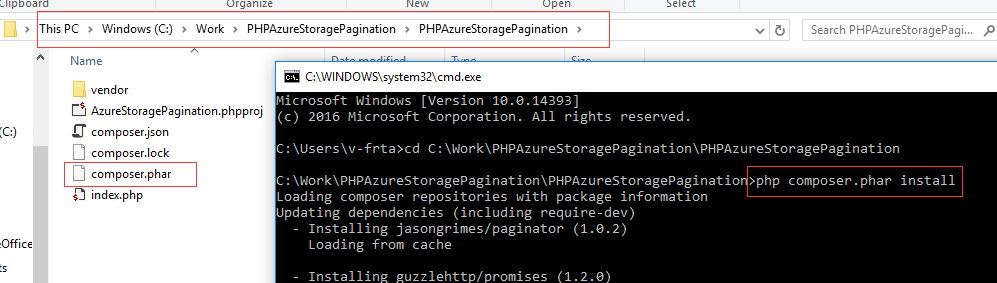 Clipboard
Organize
New
Open
Select
This PC > Windows (C:) > Work > PHPAzureStoragePagination > PHPAzureStoragePagination >
Search PHPAzureStoragePagi...
Name
Date modified
Type
Size
vendor
AzureStoragePagination.phpproj
composer.json
composer.lock
composer.phar
index.php
(C:)
eOffice
ts
C:\WINDOWS\system32\cmd.exe
Microsoft Windows [Version 10.0.14393]
(c) 2016 Microsoft Corporation. All rights reserved.
C:\Users\v-frta>cd C:\Work\PHPAzureStoragePagination\PHPAzureStoragePagination
C:\Work\PHPAzureStoragePagination\PHPAzureStoragePagination>php composer.phar install
Loading composer repositories with package information
Updating dependencies (including require-dev)
- Installing jasongrimes/paginator (1.0.2)
Loading from cache
- Installing guzzlehttp/promises (1.2.0)